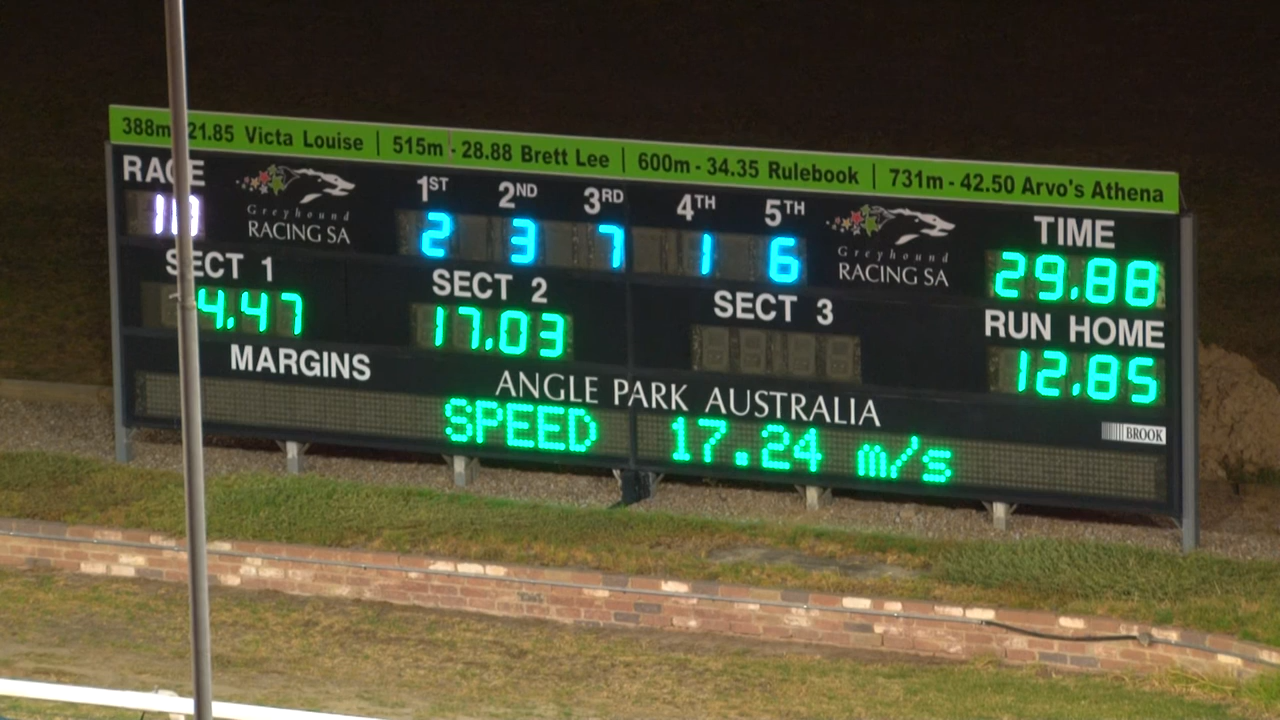 388m 21.85 Victa Louise | 515m - 28.88 Brett Lee | 600m - 34.35 Rulebook | 731m - 42.50 Arvo's Athena
RACE
Greyhound
RACING SA
1ST 2ND 3RD 4TH 5TH
2 3 7 1 6
Greyhound
RACING SA
TIME
29.88
SECT 1
4.47
SECT 2
17.03
SECT 3
RUN HOME
12.85
MARGINS
ANGLE PARK AUSTRALIA
BROOK
SPEED 17.24 m/s